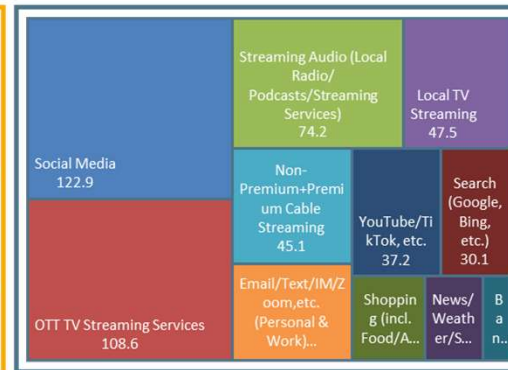 Social Media
122.9
OTT TV Streaming Services
108.6
Streaming Audio (Local
Radio/
Podcasts/Streaming
Services)
74.2
Local TV
Streaming
47.5
Non-
Premium+Premi
um Cable
Streaming
45.1
YouTube/Ti
kTok, etc.
37.2
Search
(Google,
Bing,
etc.)
30.1
Email/Text/IM/Z
oom,etc.
(Personal &
Work)...
Shoppin
g (incl.
Food/A...
News/
Weath
er/S...
B
a
n...